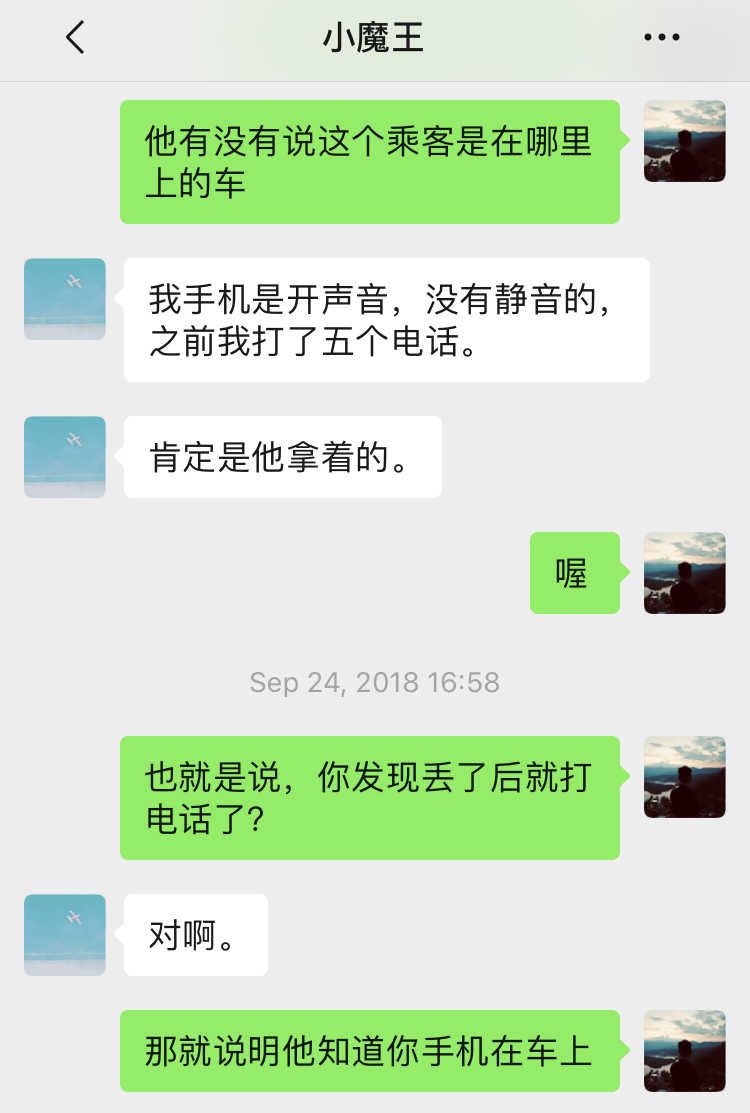 小魔王
他有没有说这个乘客是在哪里
上的车
我手机是开声音，没有静音的，
之前我打了五个电话。
肯定是他拿着的。
喔
Sep 24, 2018 16:58
也就是说，你发现丢了后就打
电话了?
对啊。
那就说明他知道你手机在车上